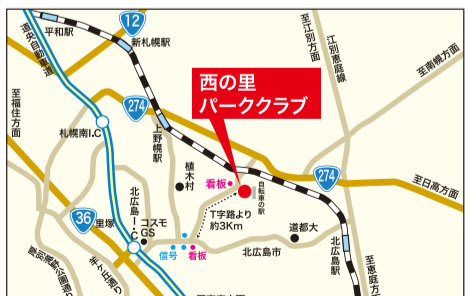 平和駅
12
新札幌駅
道央自動車道
至江別方面
江別恵庭線
至南幌方面
西の里
パーククラブ
274
至福住方面
札幌南I.C
上野幌駅
植木村
看板
自転車の駅
274
至日高方面
36
里塚
北広島I・C
コスモ
GS
T字路より
約3Km
道都大
信号
看板
北広島市
北広島駅
至恵庭方
羊ヶ丘通り